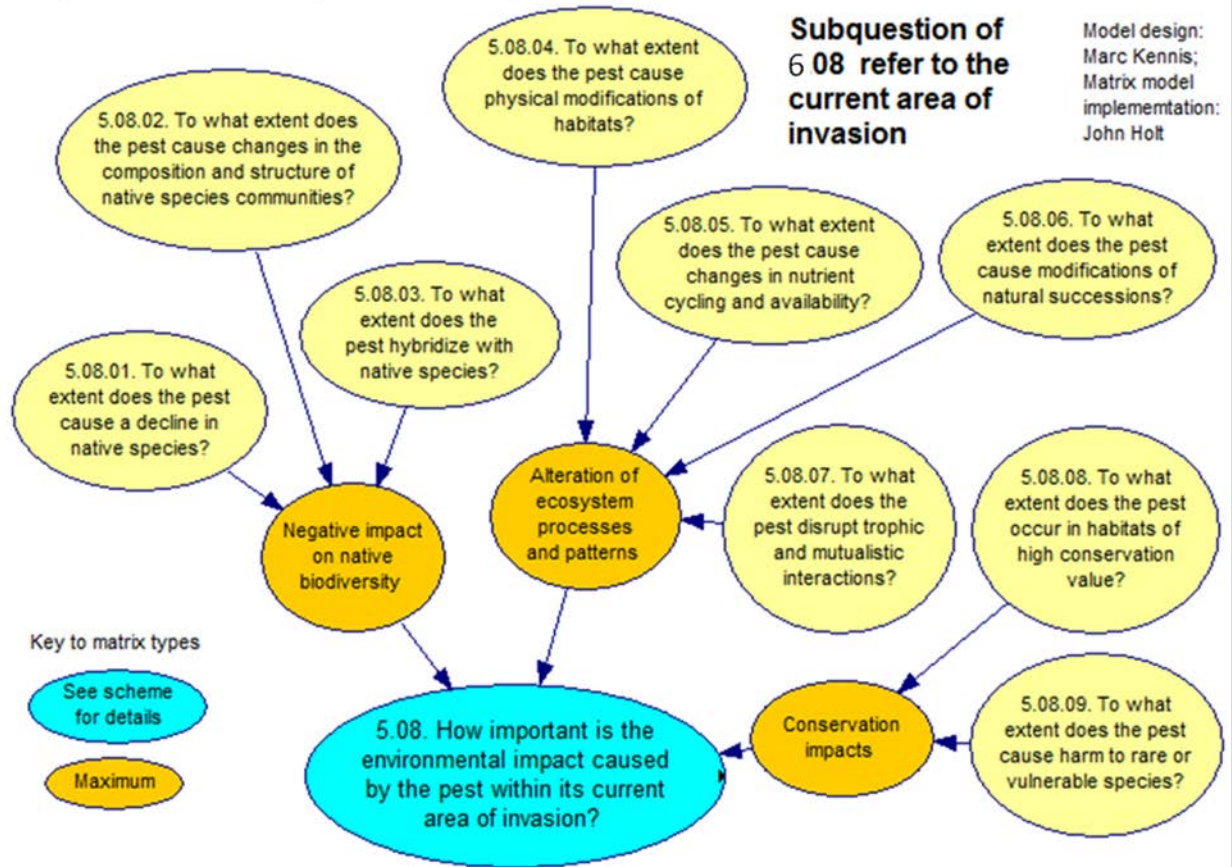 Subquestion of
6.08 refer to the
current area of
invasion
Model design:
Marc Kennis;
Matrix model
implememtation:
John Holt
5.08.04. To what extent
does the pest cause
physical modifications of
habitats?
5.08.02. To what extent does
the pest cause changes in the
composition and structure of
native species communities?
5.08.05. To what extent
does the pest cause
changes in nutrient
cycling and availability?
5.08.06. To what
extent does the pest
cause modifications of
natural successions?
5.08.03. To what
extent does the
pest hybridize with
native species?
5.08.01. To what
extent does the pest
cause a decline in
native species?
Negative impact
on native
biodiversity
Alteration of
ecosystem
processes
and patterns
5.08.07. To what
extent does the
pest disrupt trophic
and mutualistic
interactions?
5.08.08. To what
extent does the pest
occur in habitats of
high conservation
value?
Key to matrix types
See scheme
for details
Maximum
5.08. How important is the
environmental impact caused
by the pest within its current
area of invasion?
Conservation
impacts
5.08.09. To what
extent does the pest
cause harm to rare or
vulnerable species?